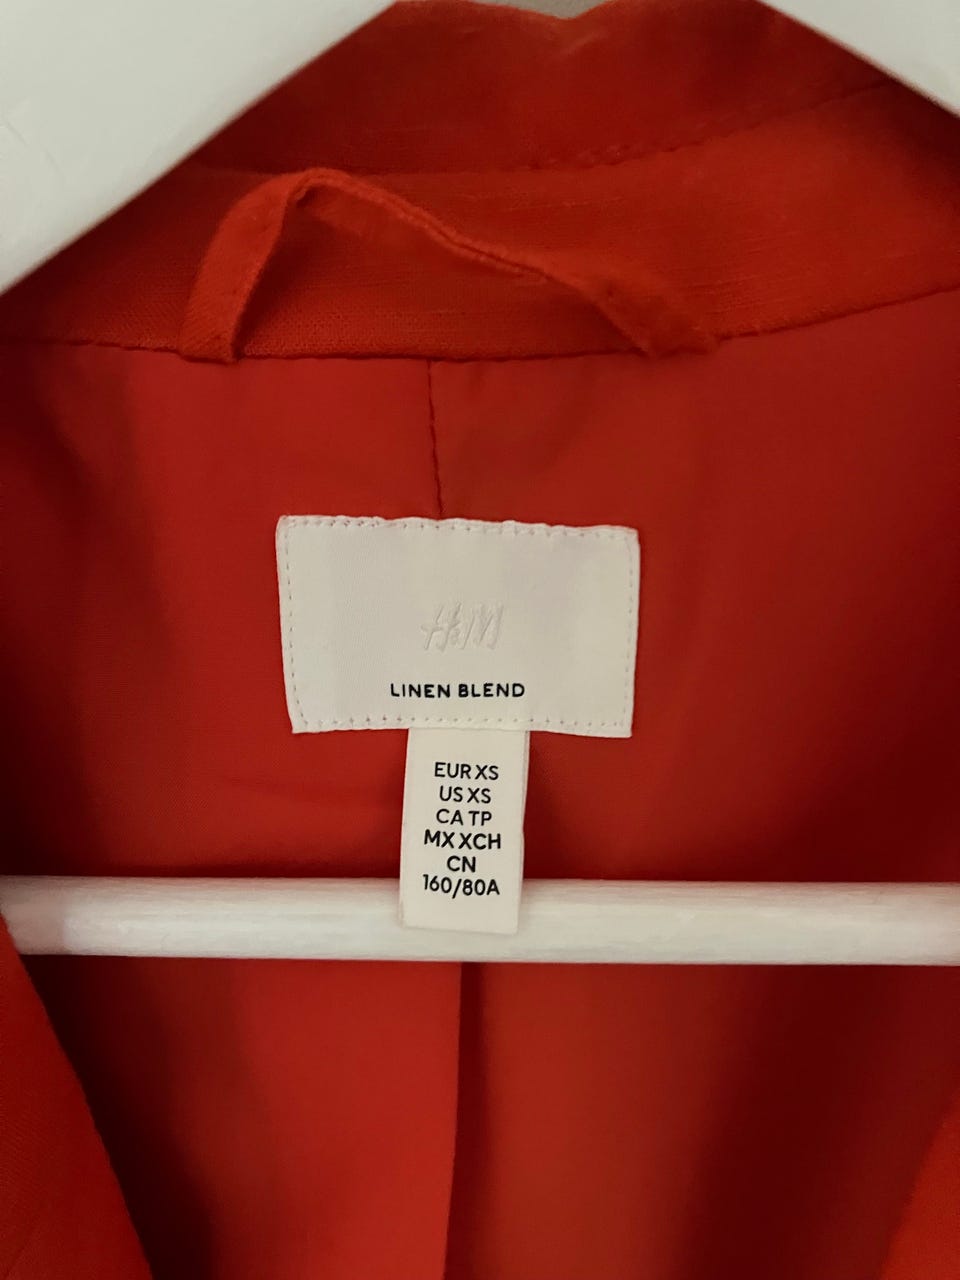 H&M
LINEN BLEND
EUR XS
US XS
CA TP
MX XCH
CN
160/80A